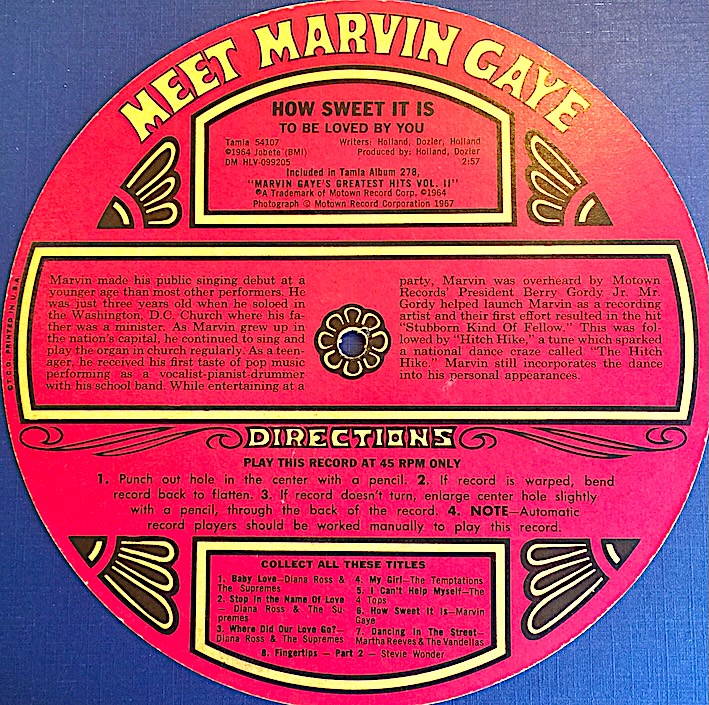 MEET MARVIN GAYE
HOW SWEET IT IS
TO BE LOVED BY YOU
Tamla 54107 Writers: Holland, Dozier, Holland
©1964 Jobete (BMI) Produced by: Holland, Dozier
DM HLV-099205 2:57
Included in Tamla Album 278,
"MARVIN GAYE'S GREATEST HITS VOL. II"
©A Trademark of Motown Record Corp. ©1964
Photograph © Motown Record Corporation 1967
Marvin made his public singing debut at a
younger age than most other performers. He
was just three years old when he soloed in
the Washington, D.C. Church where his fa-
ther was a minister. As Marvin grew up in
the nation's capital, he continued to sing and
play the organ in church regularly. As a teen-
ager, he received his first taste of pop music
performing as a vocalist-pianist-drummer
with his school band. While entertaining at a
party, Marvin was overheard by Motown
Records' President Berry Gordy Jr. Mr.
Gordy helped launch Marvin as a recording
artist and their first effort resulted in the hit
"Stubborn Kind Of Fellow." This was fol-
lowed by "Hitch Hike," a tune which sparked
a national dance craze called "The Hitch
Hike." Marvin still incorporates the dance
into his personal appearances.
©T.C.G. PRINTED IN U.S.A.
DIRECTIONS
PLAY THIS RECORD AT 45 RPM ONLY
1. Punch out hole in the center with a pencil. 2. If record is warped, bend
record back to flatten. 3. If record doesn't turn, enlarge center hole slightly
with a pencil, through the back of the record. 4. NOTE—Automatic
record players should be worked manually to play this record.
COLLECT ALL THESE TITLES
1. Baby Love—Diana Ross &
The Supremes
2. Stop in the Name Of Love
— Diana Ross & The Su-
premes
3. Where Did Our Love Go?—
Diana Ross & The Supremes
4. My Girl—The Temptations
5. I Can't Help Myself—The
4 Tops
6. How Sweet It Is—Marvin
Gaye
7. Dancing In The Street—
Martha Reeves & The Vandellas
8. Fingertips — Part 2 — Stevie Wonder